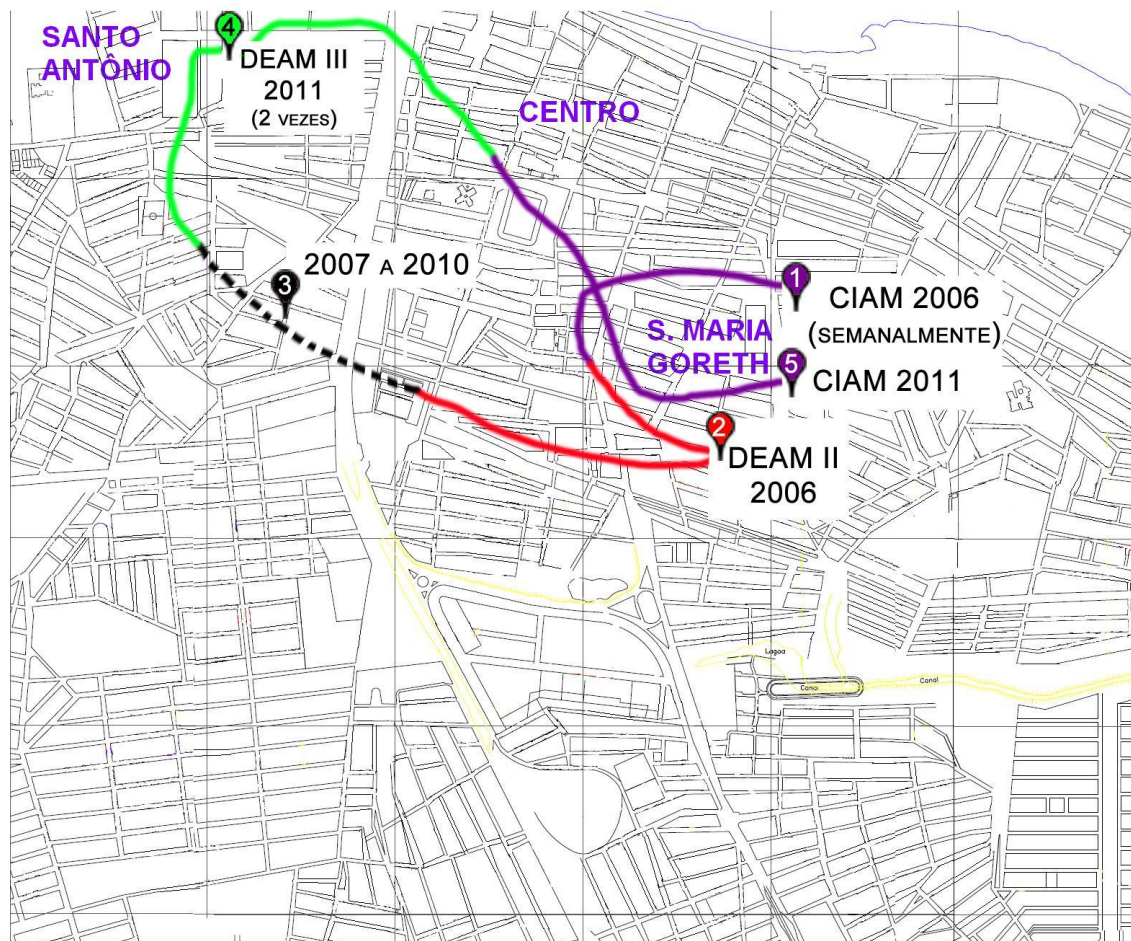 4
SANTO
ANTÔNIO
DEAM III
2011
(2 VEZES)
CENTRO
3
2007 A 2010
1
CIAM 2006
(SEMANALMENTE)
S. MARIA
GORETH
5
CIAM 2011
2
DEAM II
2006
Lagoa
Canal
Canal